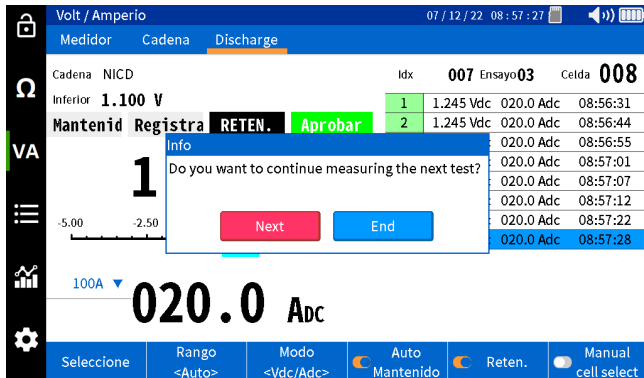 Volt / Amperio 07 / 12 / 22 08 : 57 : 27
Medidor Cadena Discharge
Cadena NICD Idx 007 Ensayo 03 Celda 008
Inferior 1.100 V
Mantenid Registra RETEN. Aprobar
1 1.245 Vdc 020.0 Adc 08:56:31
2 1.245 Vdc 020.0 Adc 08:56:44
020.0 Adc 08:56:55
020.0 Adc 08:57:01
020.0 Adc 08:57:07
020.0 Adc 08:57:12
020.0 Adc 08:57:22
020.0 Adc 08:57:28
Info
Do you want to continue measuring the next test?
Next End
Ω
VA
1
-5.00 -2.50
100A ▼
020.0 ADC
Seleccione
Rango
<Auto>
Modo
<Vdc/Adc>
Auto
Mantenido
Reten.
Manual
cell select